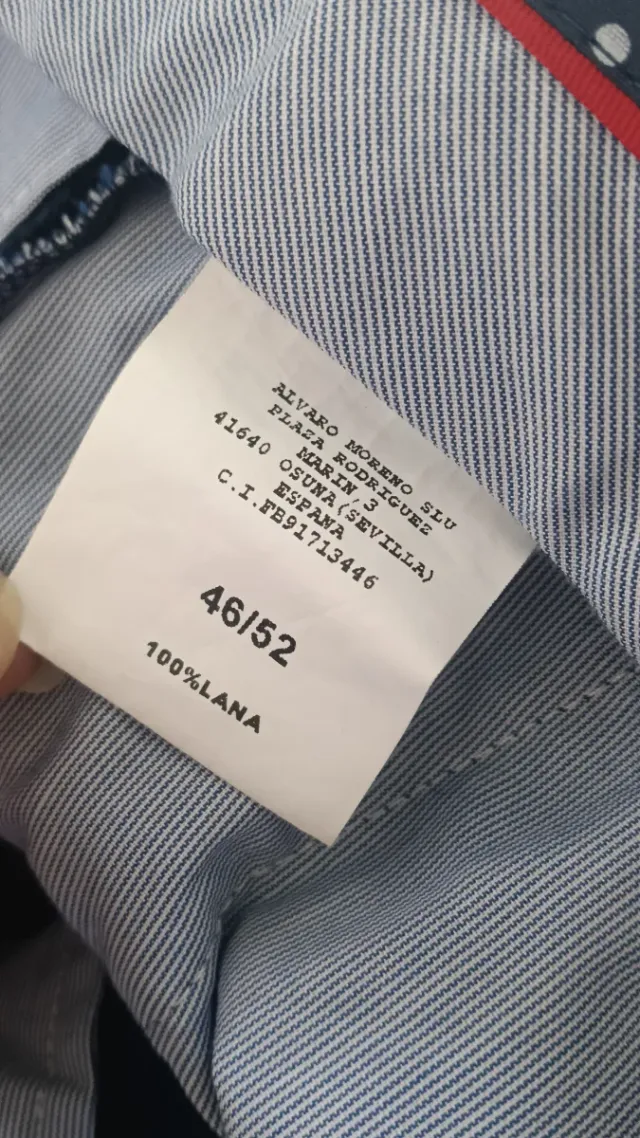 ALVARO MORENO SLU
PLAZA RODRIGUEZ
MARIN 3
41640 OSUNA(SEVILLA)
ESPANA
C.I.FB91713446
46/52
100%LANA